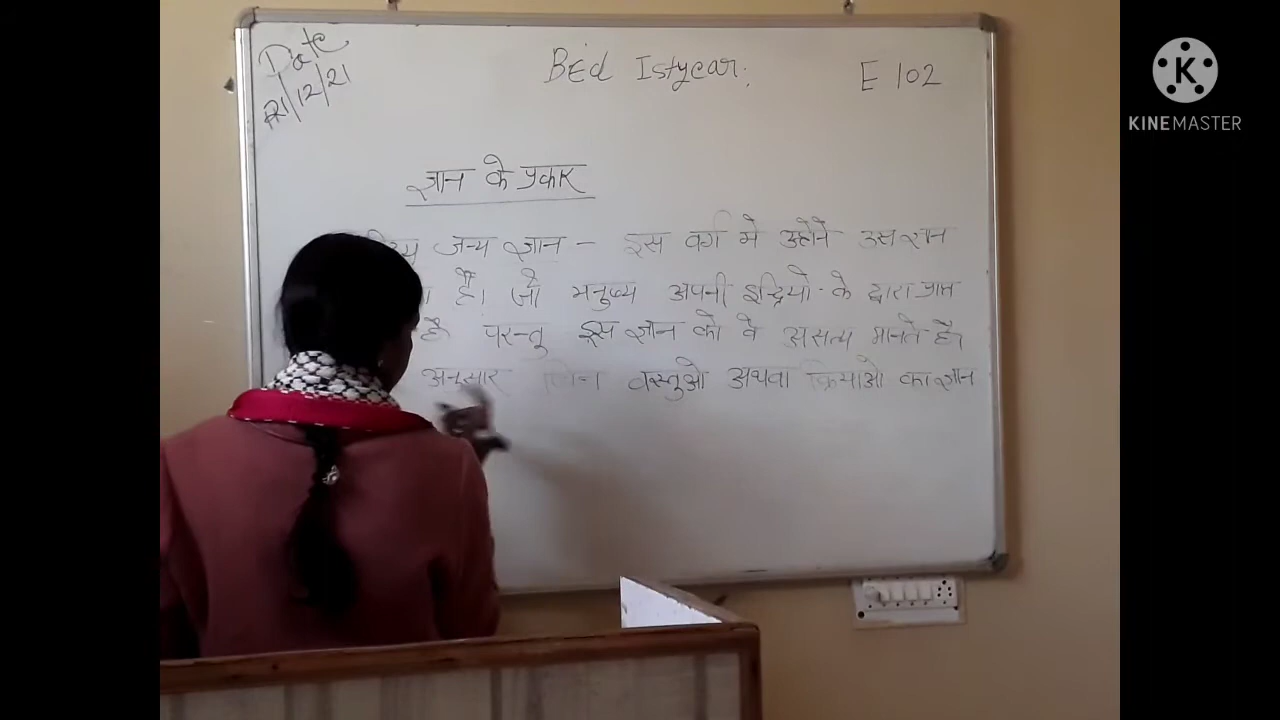 Date
21/12/21
BEd Istyear.
E 102
ज्ञान के प्रकार
जन्य ज्ञान – इस वर्ग मे उन्होंने उस ज्ञान
है। जो मनुष्य अपनी इन्द्रियो के द्वारा प्राप्त
है परन्तु इस ज्ञान को वे असत्य मानते है।
अनुसार जिन वस्तुओ अथवा क्रियाओ का ज्ञान
KINEMASTER